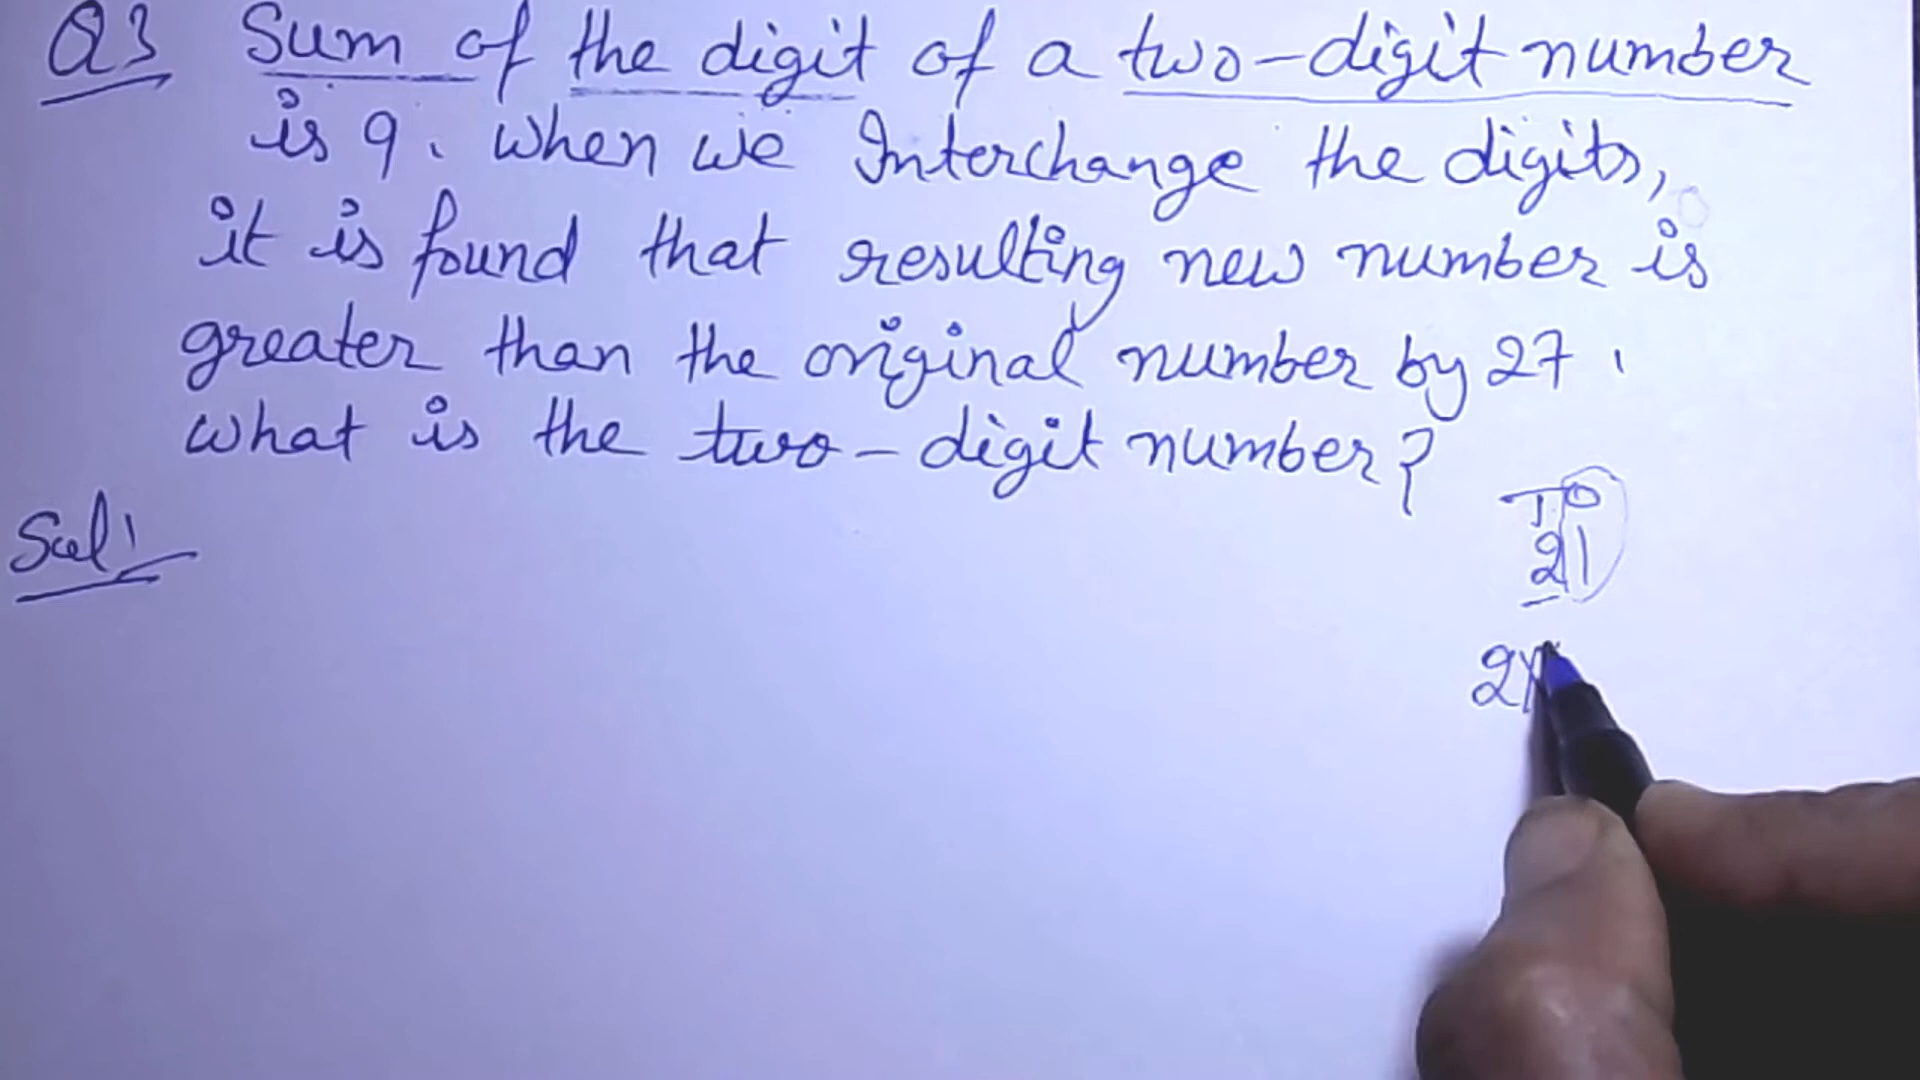 Q3 Sum of the digit of a two-digit number
is 9. When we Interchange the digits,
it is found that resulting new number is
greater than the original number by 27.
what is the two-digit number?
Sol!
T O
21
2x